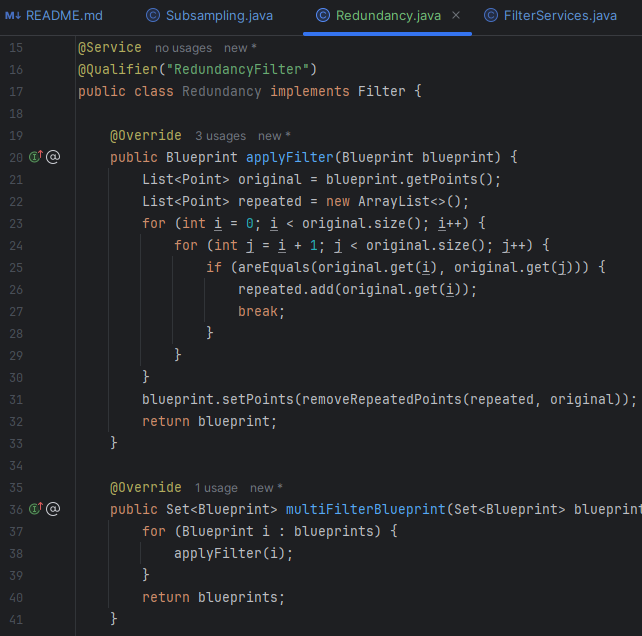 M↓ README.md Subsampling.java Redundancy.java × FilterServices.java
15 @Service no usages new *
16 @Qualifier("RedundancyFilter")
17 public class Redundancy implements Filter {
18
19 @Override 3 usages new *
20 public Blueprint applyFilter(Blueprint blueprint) {
21 List<Point> original = blueprint.getPoints();
22 List<Point> repeated = new ArrayList<>();
23 for (int i = 0; i < original.size(); i++) {
24 for (int j = i + 1; j < original.size(); j++) {
25 if (areEquals(original.get(i), original.get(j))) {
26 repeated.add(original.get(i));
27 break;
28 }
29 }
30 }
31 blueprint.setPoints(removeRepeatedPoints(repeated, original));
32 return blueprint;
33 }
34
35 @Override 1 usage new *
36 public Set<Blueprint> multiFilterBlueprint(Set<Blueprint> blueprint
37 for (Blueprint i : blueprints) {
38 applyFilter(i);
39 }
40 return blueprints;
41 }